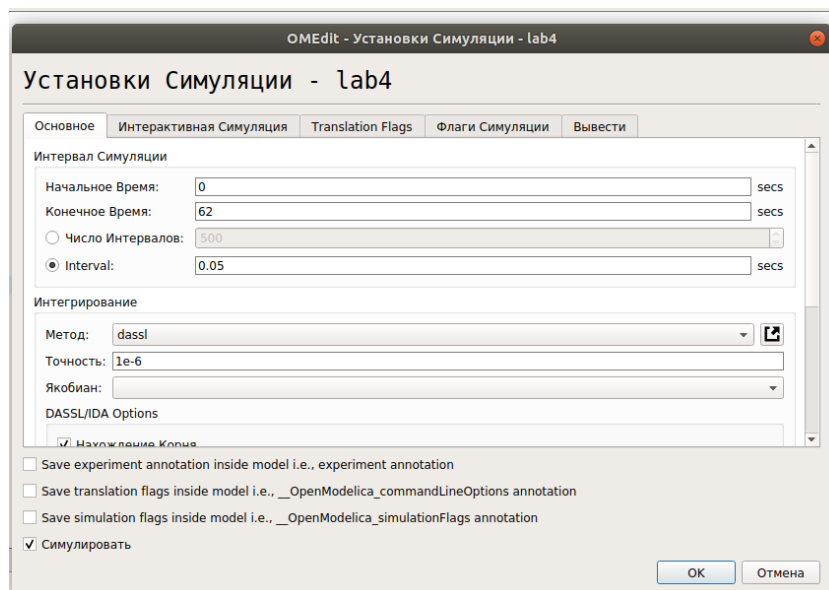 OMEdit - Установки Симуляции - lab4
Установки Симуляции - lab4
Основное Интерактивная Симуляция Translation Flags Флаги Симуляции Вывести
Интервал Симуляции
Начальное Время: 0 secs
Конечное Время: 62 secs
Число Интервалов: 500
Interval: 0.05 secs
Интегрирование
Метод: dassl
Точность: 1e-6
Якобиан:
DASSL/IDA Options
Нахождение Корня
Save experiment annotation inside model i.e., experiment annotation
Save translation flags inside model i.e., __OpenModelica_commandLineOptions annotation
Save simulation flags inside model i.e., __OpenModelica_simulationFlags annotation
Симулировать
OK Отмена